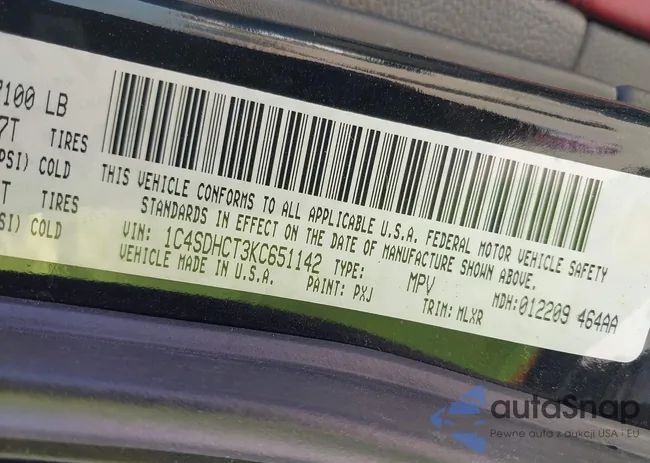 7100 LB
7T TIRES
PSI) COLD
T TIRES
SI) COLD
THIS VEHICLE CONFORMS TO ALL APPLICABLE U.S.A. FEDERAL MOTOR VEHICLE SAFETY
STANDARDS IN EFFECT ON THE DATE OF MANUFACTURE SHOWN ABOVE.
VIN: 1C4SDHCT3KC651142 TYPE: MPV MDH:012209 464AA
VEHICLE MADE IN U.S.A. PAINT: PXJ TRIM: MLXR
autaSnap
Pewne auta z aukcji USA i EU